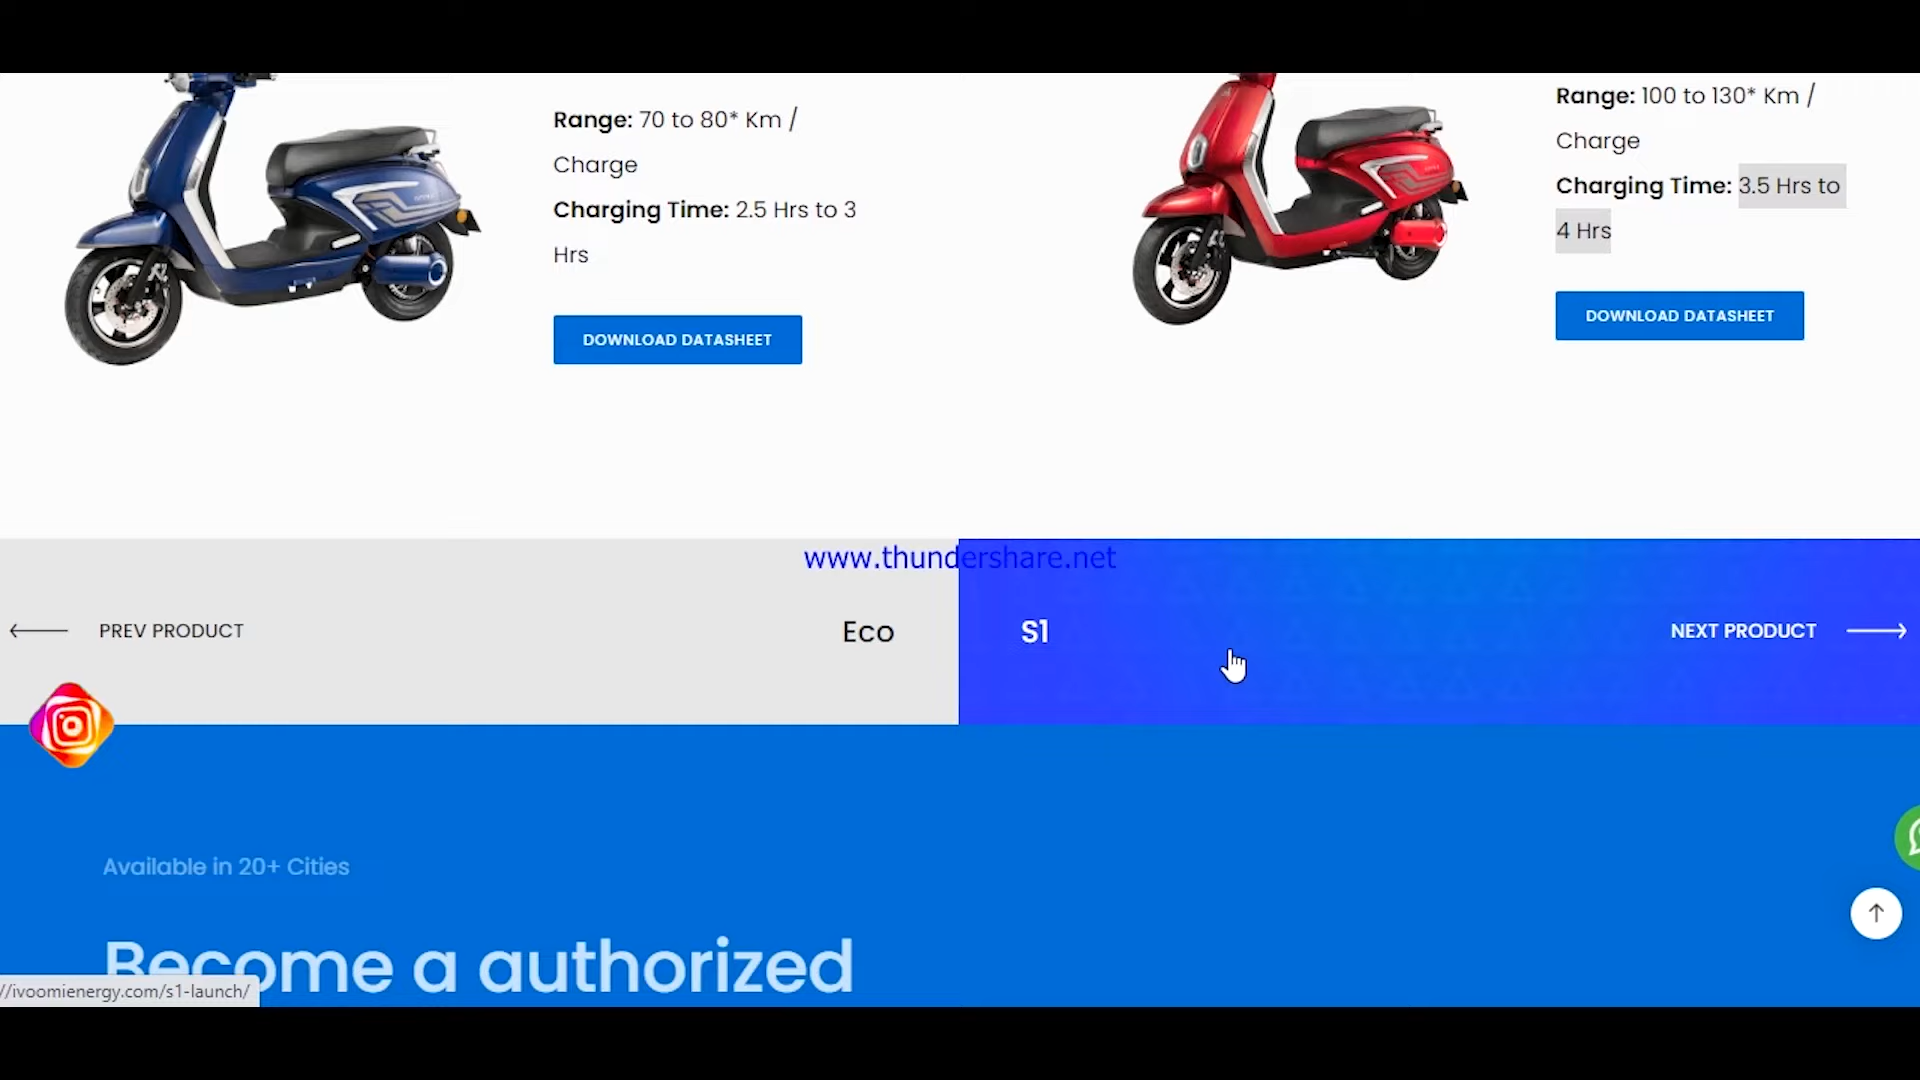 Range: 70 to 80* Km /
Charge
Charging Time: 2.5 Hrs to 3
Hrs
DOWNLOAD DATASHEET
Range: 100 to 130* Km /
Charge
Charging Time: 3.5 Hrs to
4 Hrs
DOWNLOAD DATASHEET
www.thundershare.net
PREV PRODUCT
Eco
S1
NEXT PRODUCT
Available in 20+ Cities
Become a authorized
//ivoomienergy.com/s1-launch/